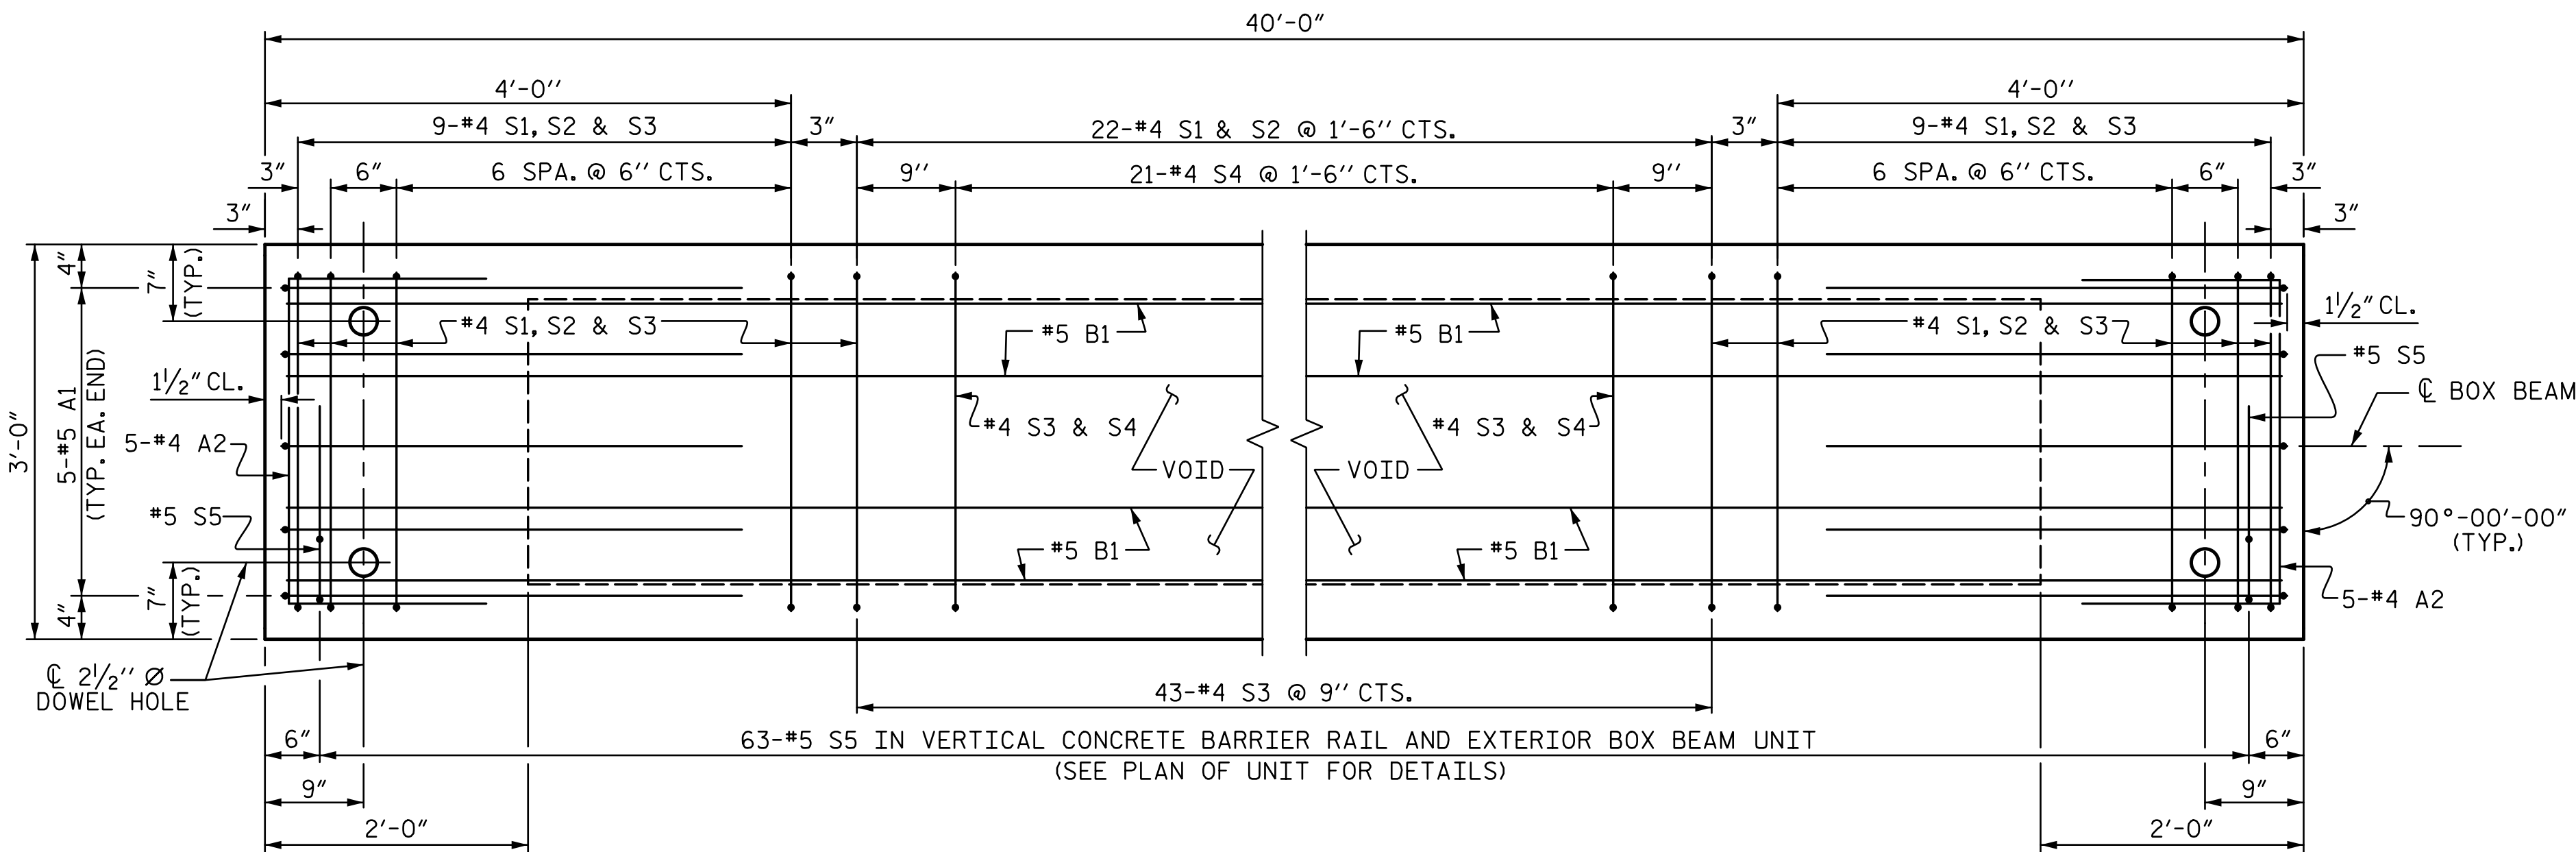 40'-0"
4'-0''
4'-0''
9-#4 S1, S2 & S3
3"
22-#4 S1 & S2 @ 1'-6'' CTS.
3"
9-#4 S1, S2 & S3
3"
6"
6 SPA. @ 6'' CTS.
9''
21-#4 S4 @ 1'-6'' CTS.
9''
6 SPA. @ 6'' CTS.
6"
3"
3"
3"
4"
7"
(TYP.)
#4 S1, S2 & S3
#5 B1
#5 B1
#4 S1, S2 & S3
1½" CL.
#5 S5
1½" CL.
℄ BOX BEAM
3'-0"
5-#5 A1
(TYP. EA. END)
5-#4 A2
#4 S3 & S4
#4 S3 & S4
VOID
VOID
#5 S5
90°-00'-00"
(TYP.)
#5 B1
#5 B1
4"
7"
(TYP.)
5-#4 A2
℄ 2½'' Ø
DOWEL HOLE
43-#4 S3 @ 9'' CTS.
6"
63-#5 S5 IN VERTICAL CONCRETE BARRIER RAIL AND EXTERIOR BOX BEAM UNIT
6"
(SEE PLAN OF UNIT FOR DETAILS)
9"
9"
2'-0"
2'-0"